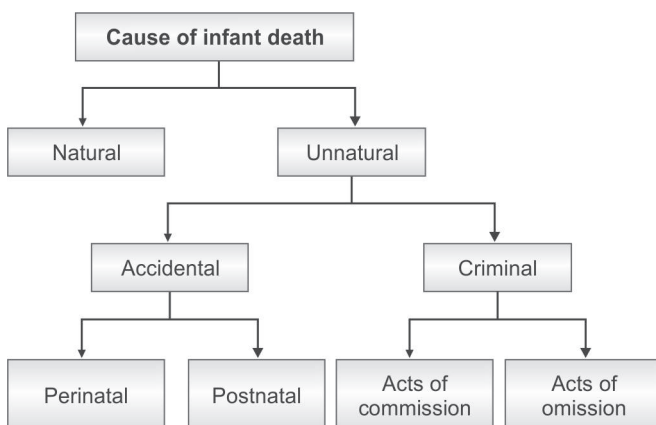 Cause of infant death
Natural
Unnatural
Accidental
Criminal
Perinatal
Postnatal
Acts of
commission
Acts of
omission